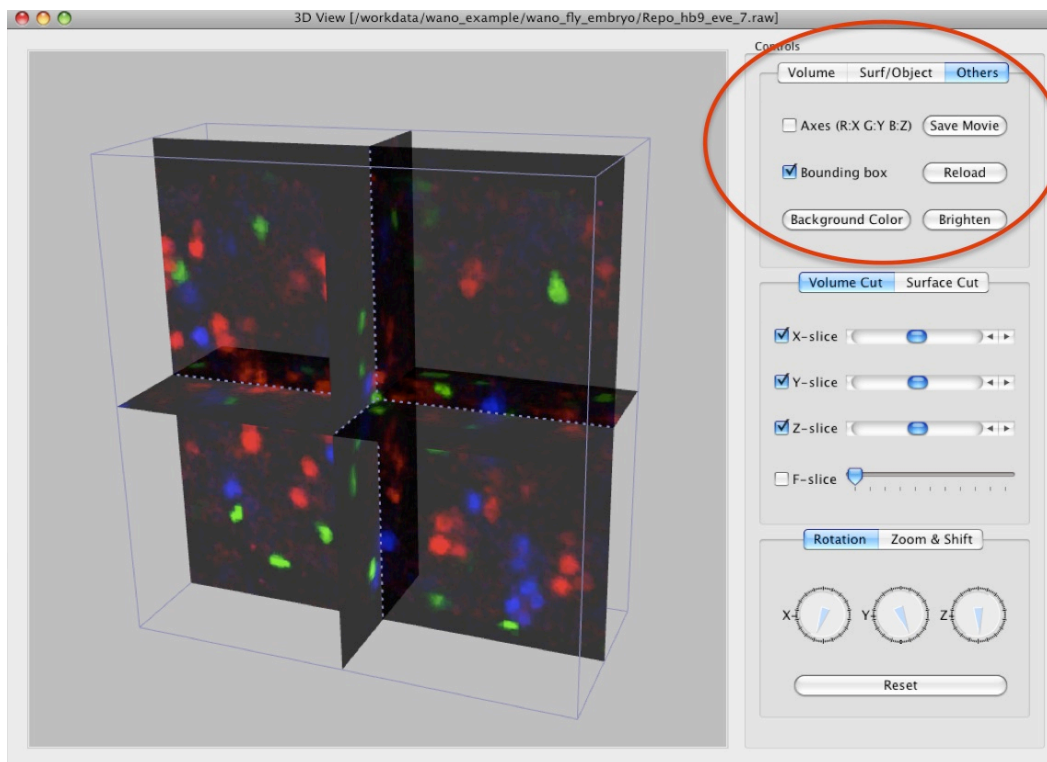 3D View [/workdata/wano_example/wano_fly_embryo/Repo_hb9_eve_7.raw]
Controls
Volume Surf/Object Others
Axes (R:X G:Y B:Z) Save Movie
Bounding box Reload
Background Color Brighten
Volume Cut Surface Cut
X-slice
Y-slice
Z-slice
F-slice
Rotation Zoom & Shift
X Y Z
Reset